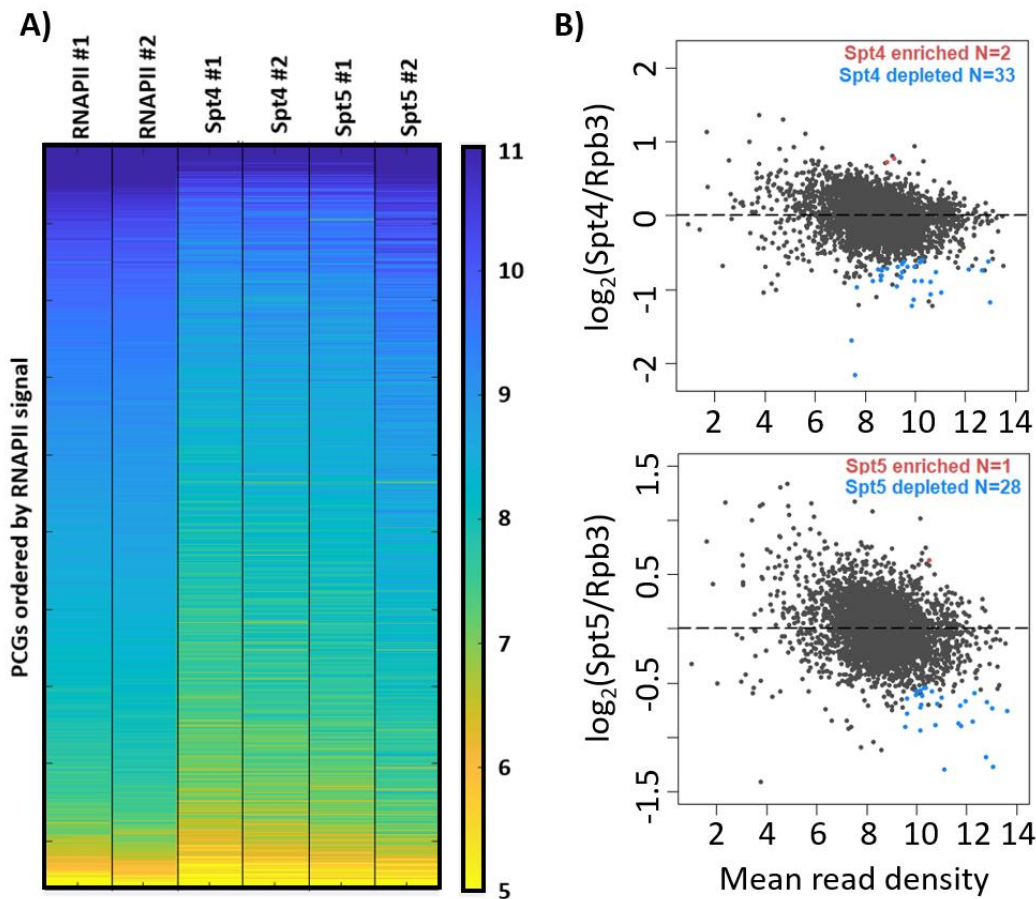 A)
RNAPII #1
RNAPII #2
Spt4 #1
Spt4 #2
Spt5 #1
Spt5 #2
PCGs ordered by RNAPII signal
11
10
9
8
7
6
5
B)
Spt4 enriched N=2
Spt4 depleted N=33
log₂(Spt4/Rpb3)
2
1
0
-1
-2
2 4 6 8 10 12 14
Spt5 enriched N=1
Spt5 depleted N=28
log₂(Spt5/Rpb3)
1.5
0.5
-0.5
-1.5
2 4 6 8 10 12 14
Mean read density